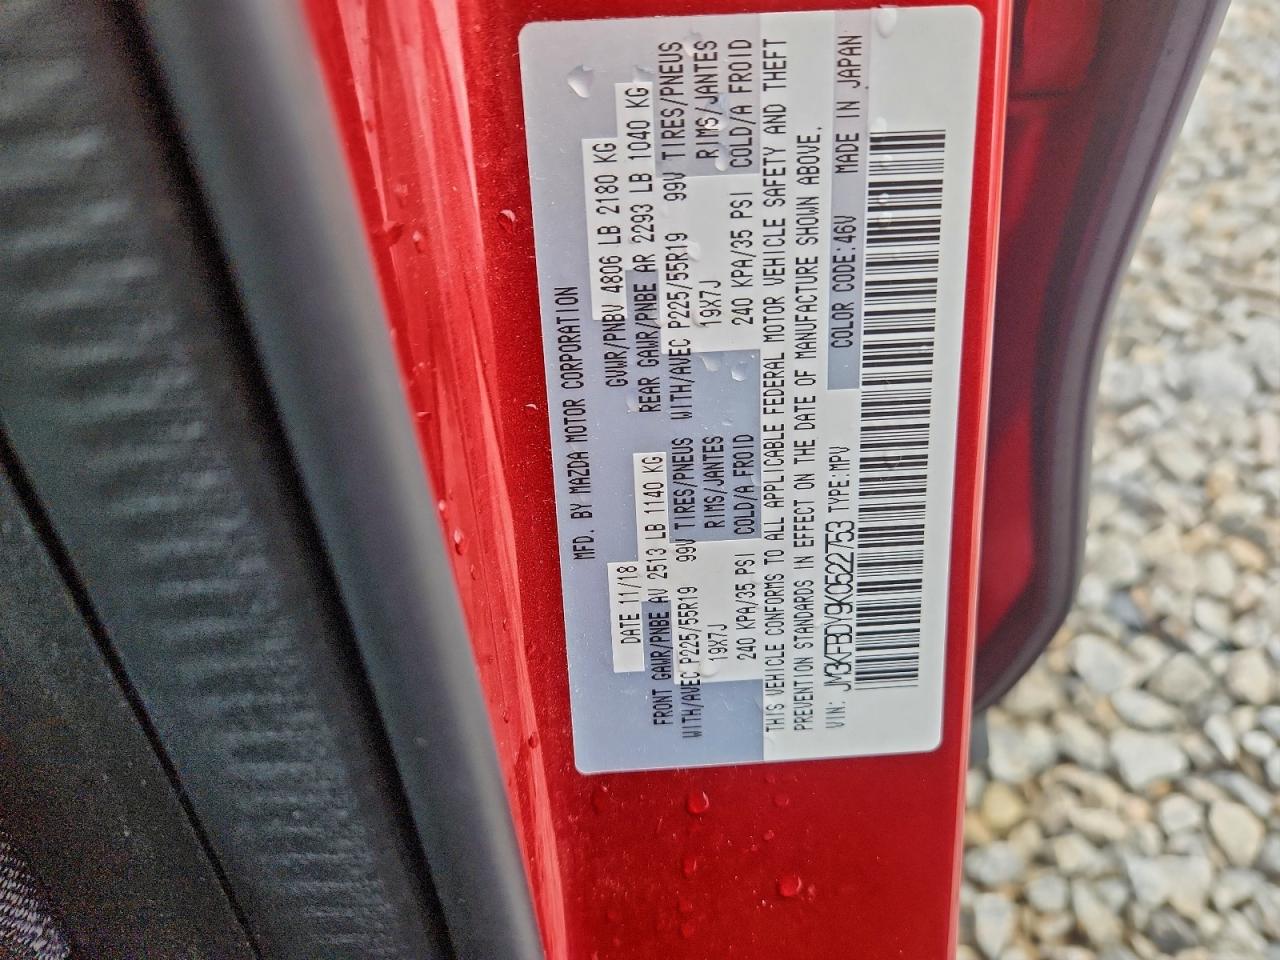 MFD. BY MAZDA MOTOR CORPORATION
DATE 11/18 GVWR/PNBV 4806 LB 2180 KG
FRONT GAWR/PNBE AV 2513 LB 1140 KG REAR GAWR/PNBE AR 2293 LB 1040 KG
WITH/AVEC P225/55R19 99V TIRES/PNEUS WITH/AVEC P225/55R19 99V TIRES/PNEUS
19X7J RIMS/JANTES 19X7J RIMS/JANTES
240 KPA/35 PSI COLD/A FROID 240 KPA/35 PSI COLD/A FROID
THIS VEHICLE CONFORMS TO ALL APPLICABLE FEDERAL MOTOR VEHICLE SAFETY AND THEFT
PREVENTION STANDARDS IN EFFECT ON THE DATE OF MANUFACTURE SHOWN ABOVE.
VIN: JM3KFBDY9K0522753 TYPE:MPV COLOR CODE:46V MADE IN JAPAN